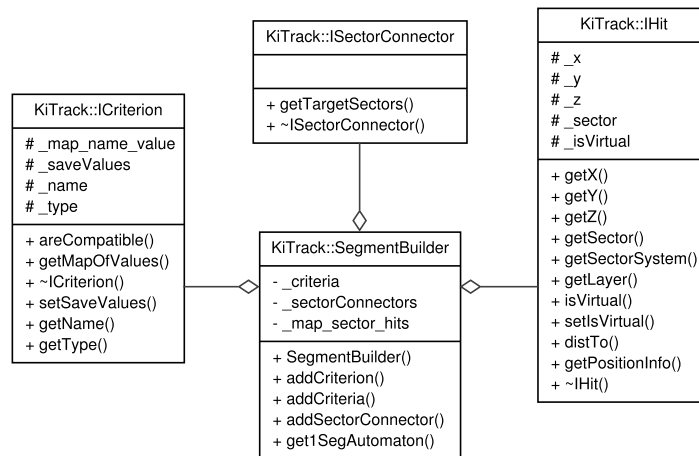 KiTrack::ICriterion
# _map_name_value
# _saveValues
# _name
# _type
+ areCompatible()
+ getMapOfValues()
+ ~ICriterion()
+ setSaveValues()
+ getName()
+ getType()
KiTrack::ISectorConnector
+ getTargetSectors()
+ ~ISectorConnector()
KiTrack::SegmentBuilder
- _criteria
- _sectorConnectors
- _map_sector_hits
+ SegmentBuilder()
+ addCriterion()
+ addCriteria()
+ addSectorConnector()
+ get1SegAutomaton()
KiTrack::IHit
# _x
# _y
# _z
# _sector
# _isVirtual
+ getX()
+ getY()
+ getZ()
+ getSector()
+ getSectorSystem()
+ getLayer()
+ isVirtual()
+ setIsVirtual()
+ distTo()
+ getPositionInfo()
+ ~IHit()